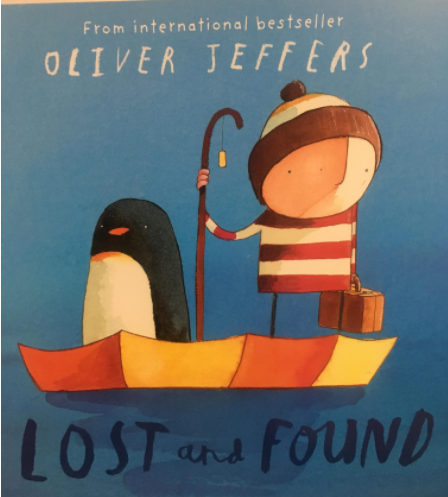 From international bestseller
OLIVER JEFFERS
LOST and FOUND